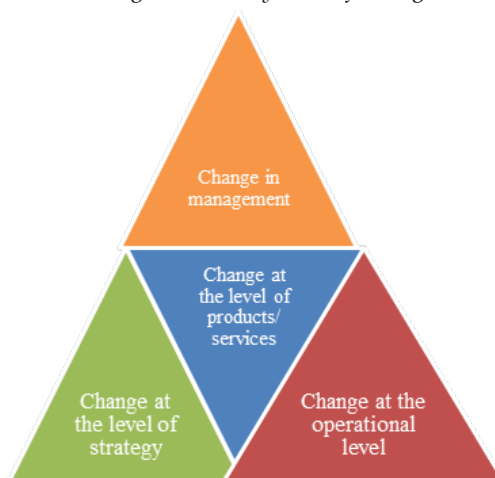 Change in
management
Change at
the level of
products/
services
Change at
the level of
strategy
Change at the
operational
level